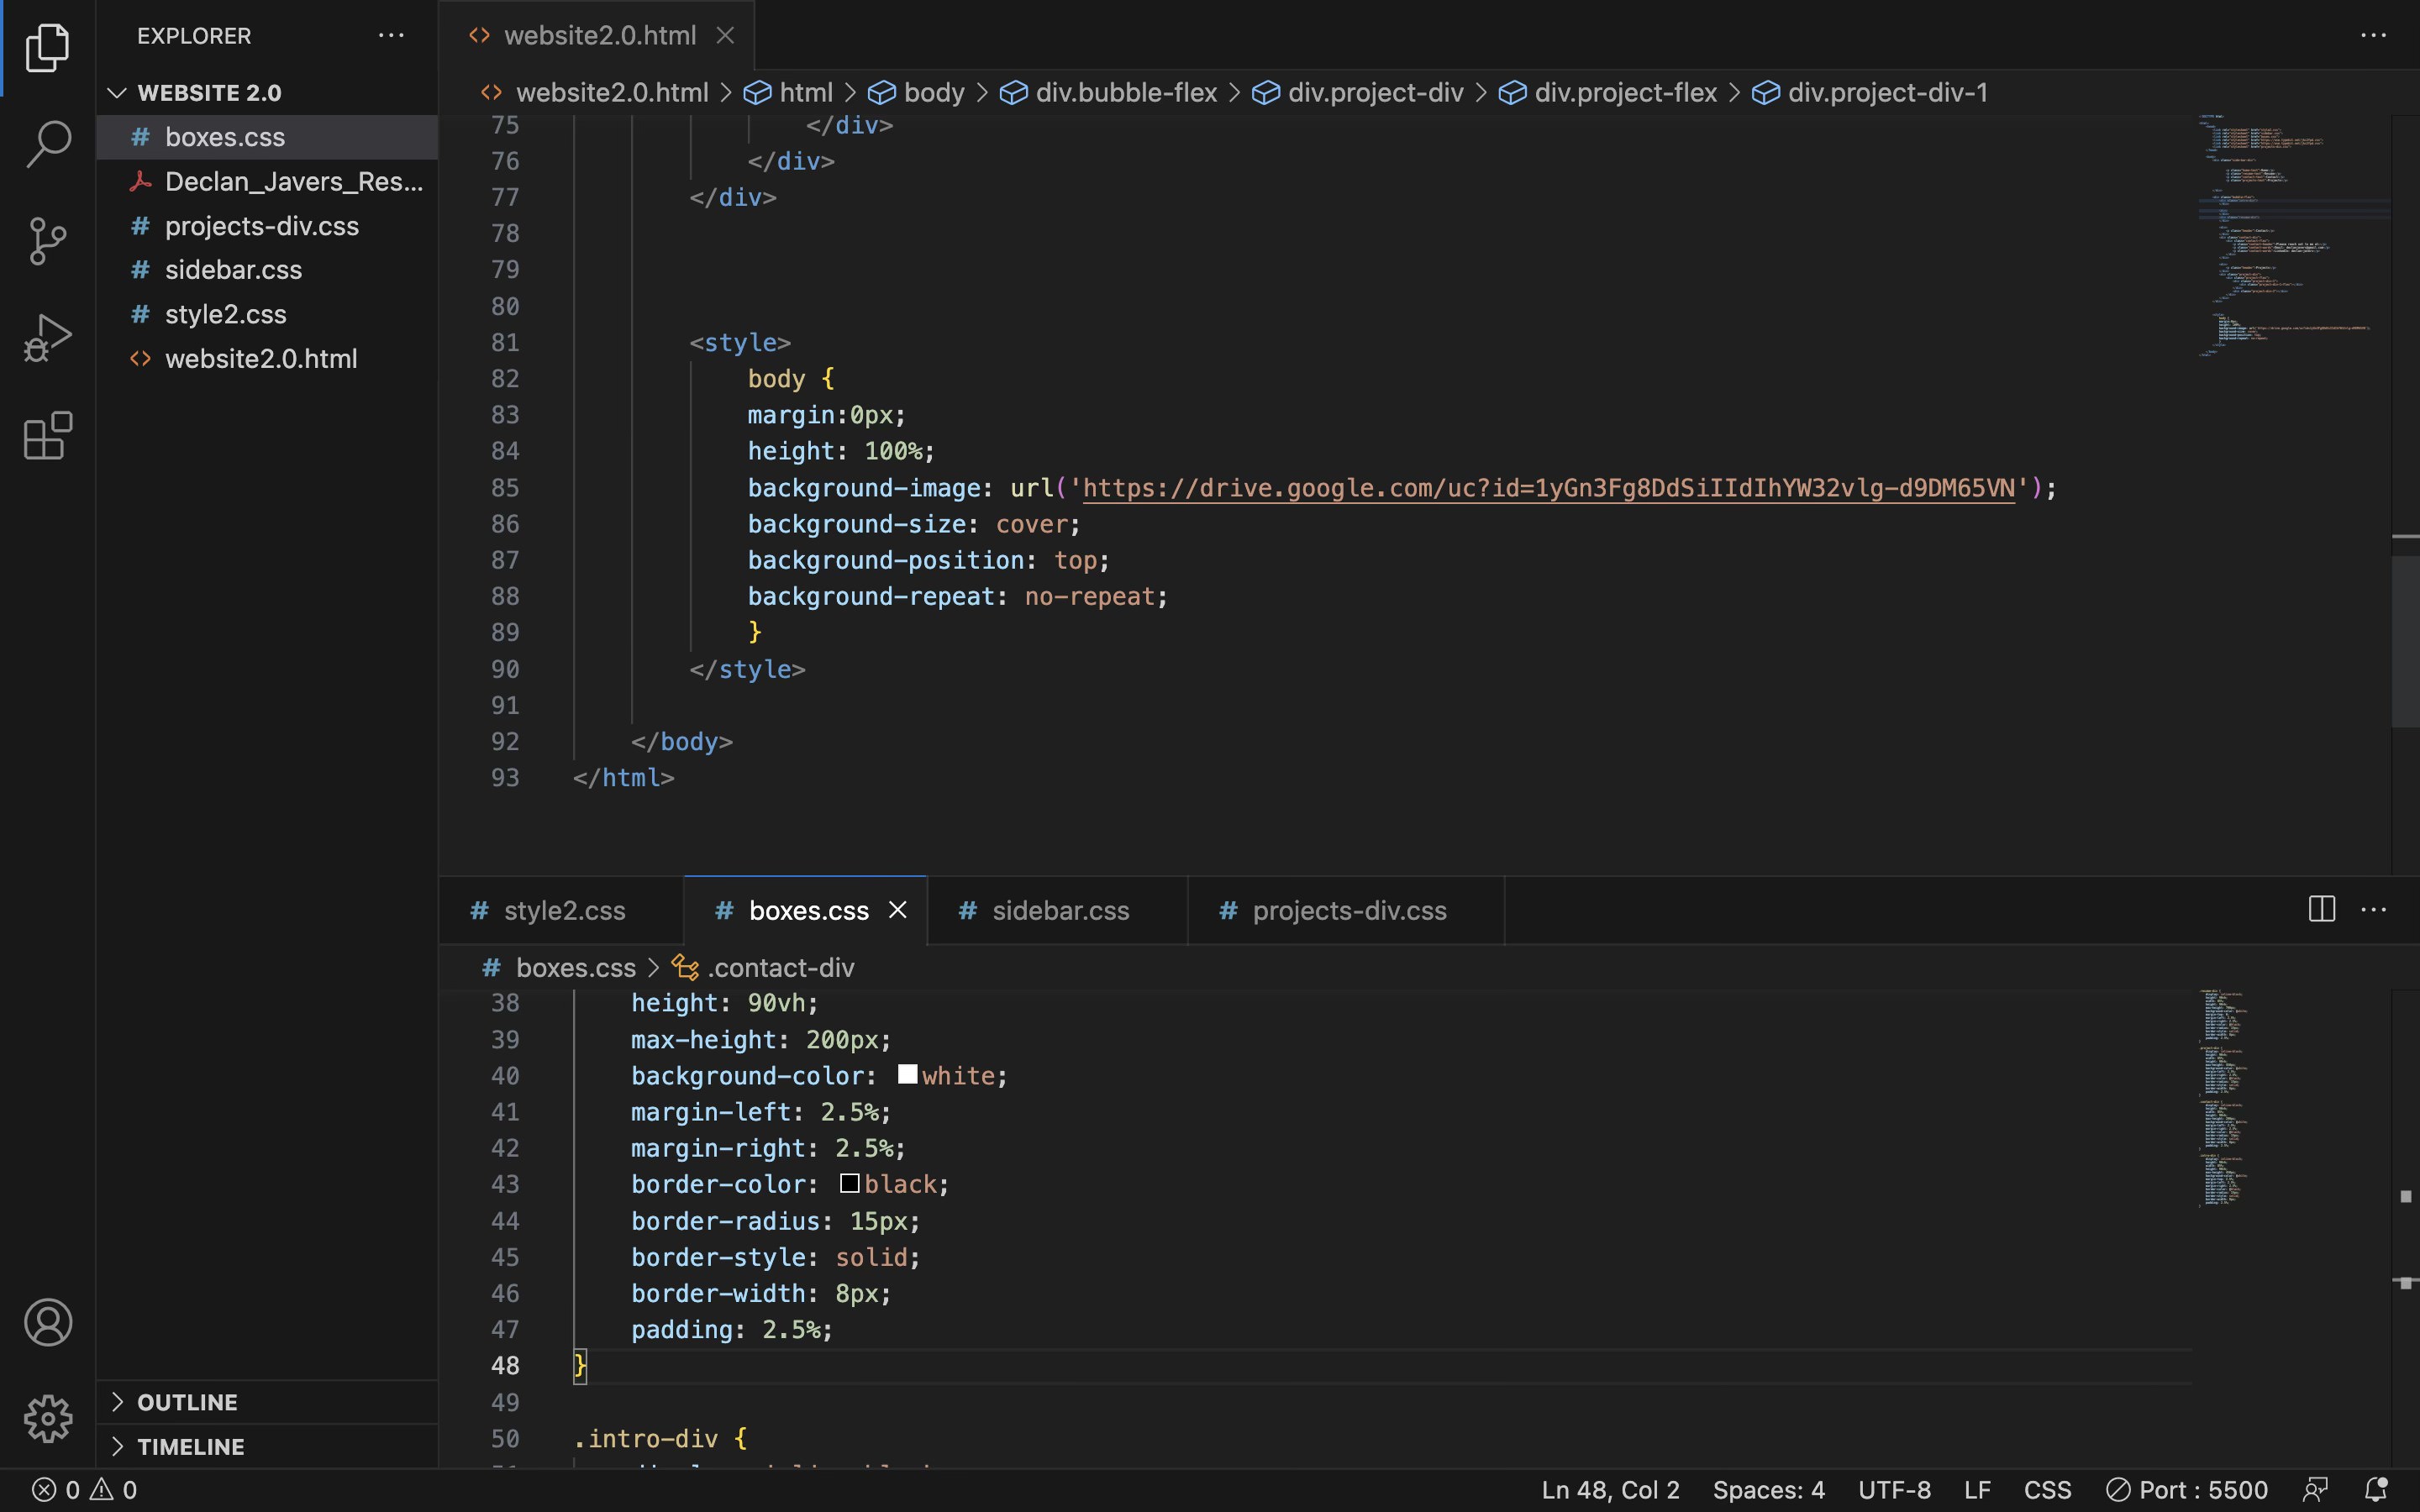 EXPLORER
WEBSITE 2.0
# boxes.css
Declan_Javers_Res...
# projects-div.css
# sidebar.css
# style2.css
<> website2.0.html
OUTLINE
TIMELINE
<> website2.0.html
<> website2.0.html > html > body > div.bubble-flex > div.project-div > div.project-flex > div.project-div-1
75 </div>
76 </div>
77 </div>
78
79
80
81 <style>
82 body {
83 margin:0px;
84 height: 100%;
85 background-image: url('https://drive.google.com/uc?id=1yGn3Fg8DdSiIIdIhYW32vlg-d9DM65VN');
86 background-size: cover;
87 background-position: top;
88 background-repeat: no-repeat;
89 }
90 </style>
91
92 </body>
93 </html>
# style2.css # boxes.css # sidebar.css # projects-div.css
# boxes.css > .contact-div
38 height: 90vh;
39 max-height: 200px;
40 background-color: white;
41 margin-left: 2.5%;
42 margin-right: 2.5%;
43 border-color: black;
44 border-radius: 15px;
45 border-style: solid;
46 border-width: 8px;
47 padding: 2.5%;
48 }
49
50 .intro-div {
0 0 Ln 48, Col 2 Spaces: 4 UTF-8 LF CSS Port : 5500